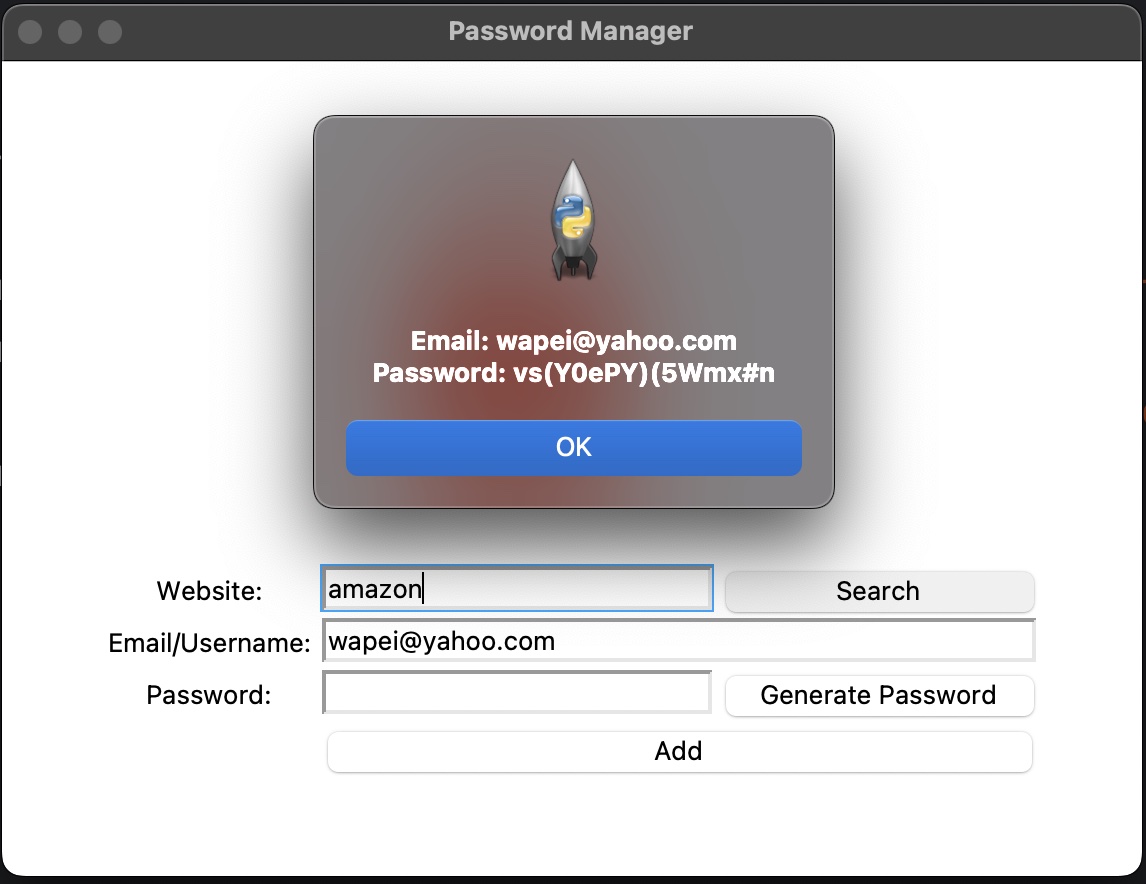 Password Manager
Email: wapei@yahoo.com
Password: vs(Y0ePY)(5Wmx#n
OK
Website: amazon Search
Email/Username: wapei@yahoo.com
Password: Generate Password
Add